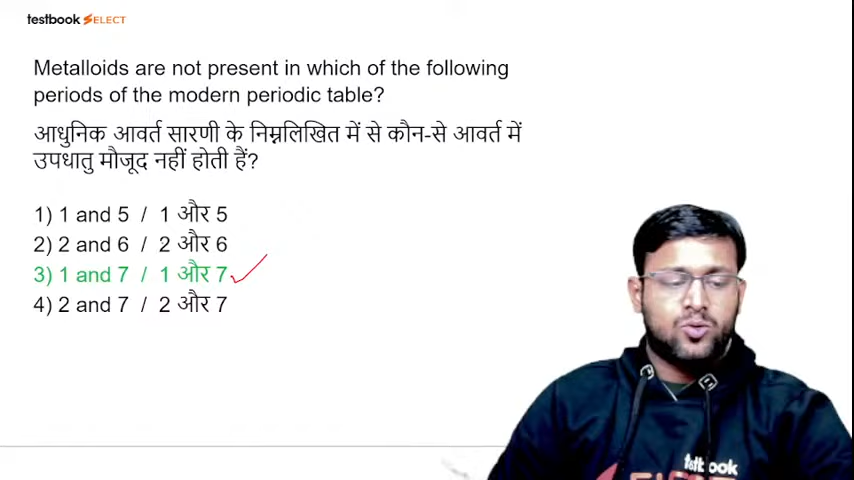 testbook SELECT
Metalloids are not present in which of the following
periods of the modern periodic table?
आधुनिक आवर्त सारणी के निम्नलिखित में से कौन-से आवर्त में
उपधातु मौजूद नहीं होती हैं?
1) 1 and 5 / 1 और 5
2) 2 and 6 / 2 और 6
3) 1 and 7 / 1 और 7
4) 2 and 7 / 2 और 7
testbook